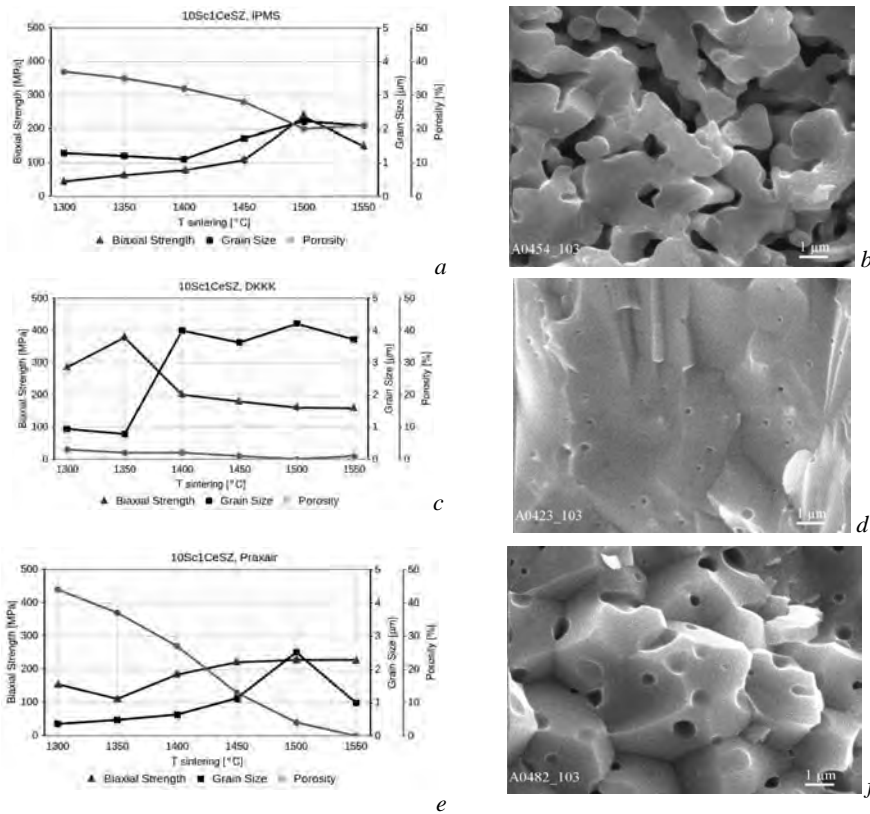 10Sc1CeSZ, IPMS
500
400
300
200
100
0
5
4
3
2
1
0
50
40
30
20
10
0
Biaxial Strength [MPa]
Grain Size [µm]
Porosity [%]
1300 1350 1400 1450 1500 1550
T sintering [°C]
Biaxial Strength Grain Size Porosity
a
A0454_103
1 µm
b
10Sc1CeSZ, DKKK
500
400
300
200
100
0
5
4
3
2
1
0
50
40
30
20
10
0
Biaxial Strength [MPa]
Grain Size [µm]
Porosity [%]
1300 1350 1400 1450 1500 1550
T sintering [°C]
Biaxial Strength Grain Size Porosity
c
A0423_103
1 µm
d
10Sc1CeSZ, Praxair
500
400
300
200
100
0
5
4
3
2
1
0
50
40
30
20
10
0
Biaxial Strength [MPa]
Grain Size [µm]
Porosity [%]
1300 1350 1400 1450 1500 1550
T sintering [°C]
Biaxial Strength Grain Size Porosity
e
A0482_103
1 µm
f